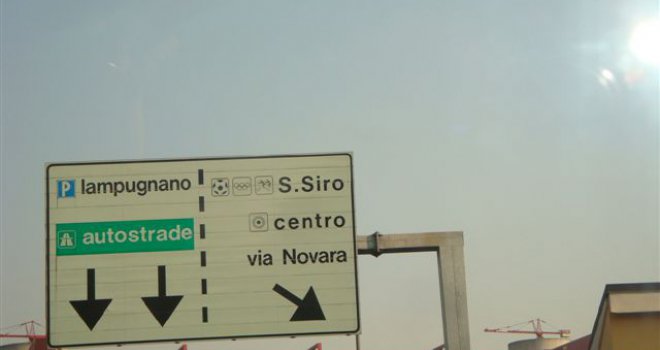 P lampugnano
autostrade
S.Siro
centro
via Novara